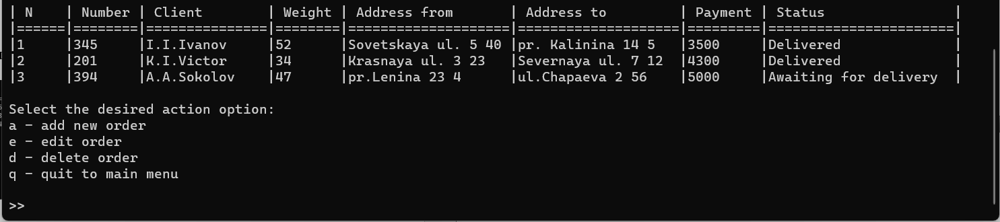 | N    | Number | Client        | Weight | Address from       | Address to         | Payment | Status                |
|======|========|===============|========|====================|====================|=========|=======================|
|1     |345     |I.I.Ivanov     |52      |Sovetskaya ul. 5 40 |pr. Kalinina 14 5   |3500     |Delivered              |
|2     |201     |K.I.Victor     |34      |Krasnaya ul. 3 23   |Severnaya ul. 7 12  |4300     |Delivered              |
|3     |394     |A.A.Sokolov    |47      |pr.Lenina 23 4      |ul.Chapaeva 2 56    |5000     |Awaiting for delivery  |
Select the desired action option:
a - add new order
e - edit order
d - delete order
q - quit to main menu
>>